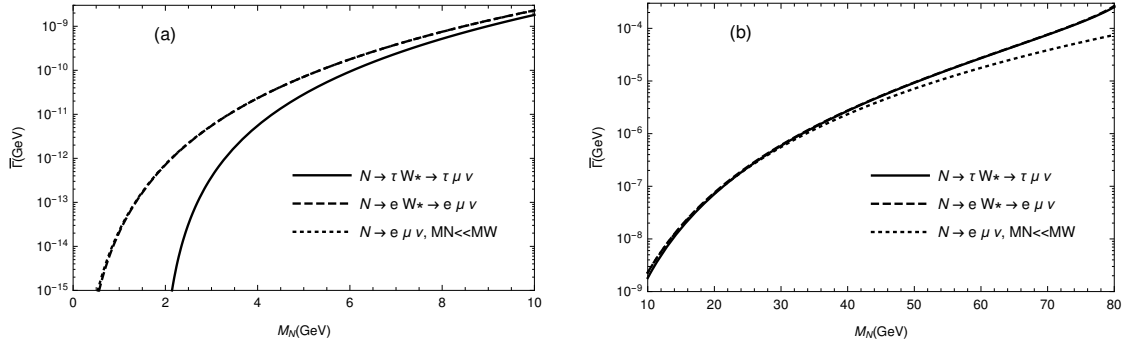 (a)
10⁻⁹
10⁻¹⁰
10⁻¹¹
10⁻¹²
10⁻¹³
10⁻¹⁴
10⁻¹⁵
Γ̅(GeV)
N → τ W* → τ μ ν
N → e W* → e μ ν
N → e μ ν, MN<<MW
0 2 4 6 8 10
M_N(GeV)
(b)
10⁻⁴
10⁻⁵
10⁻⁶
10⁻⁷
10⁻⁸
10⁻⁹
Γ̅(GeV)
N → τ W* → τ μ ν
N → e W* → e μ ν
N → e μ ν, MN<<MW
10 20 30 40 50 60 70 80
M_N(GeV)